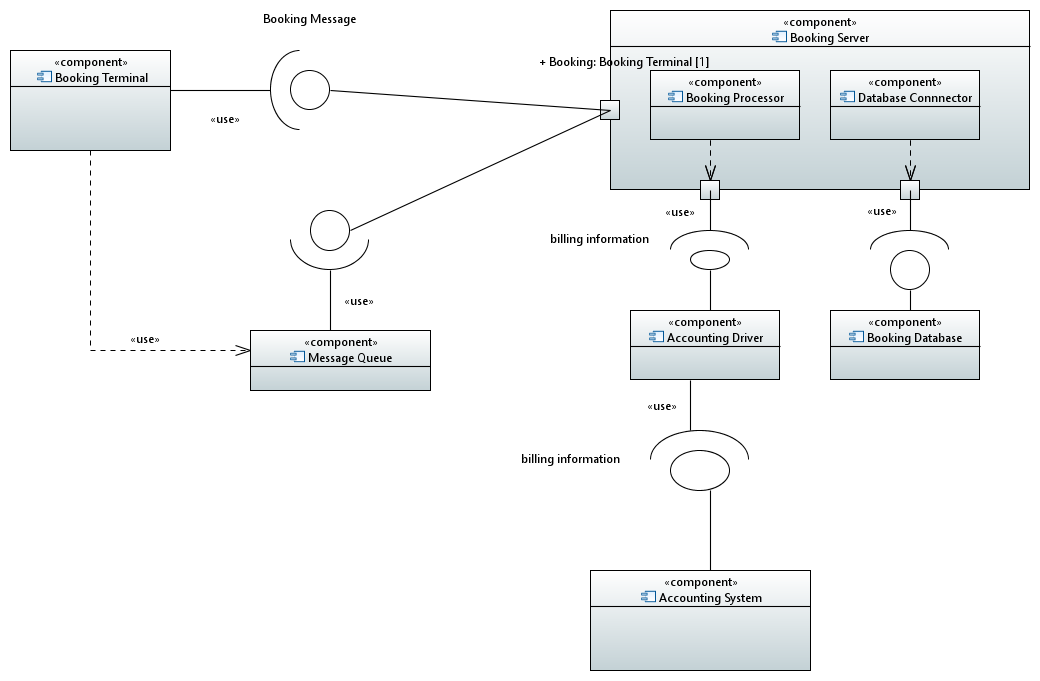 Booking Message
«component»
Booking Server
«component»
Booking Terminal
+ Booking: Booking Terminal [1]
«component»
Booking Processor
«component»
Database Connnector
«use»
«use»
«use»
billing information
«use»
«component»
Message Queue
«use»
«component»
Accounting Driver
«component»
Booking Database
«use»
billing information
«component»
Accounting System